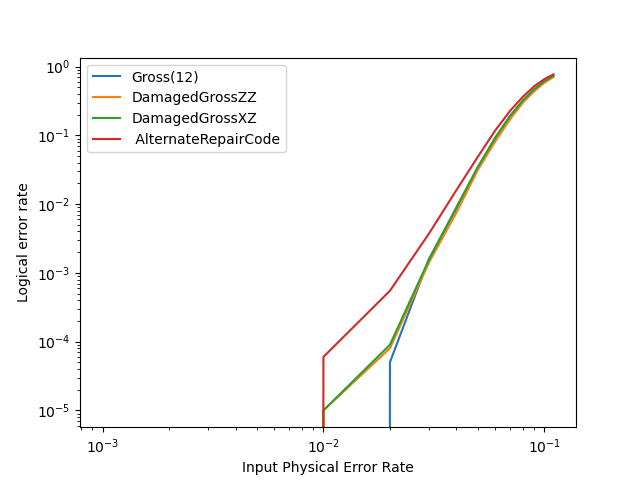 10⁰
10⁻¹
10⁻²
10⁻³
10⁻⁴
10⁻⁵
Logical error rate
Gross(12)
DamagedGrossZZ
DamagedGrossXZ
AlternateRepairCode
10⁻³ 10⁻² 10⁻¹
Input Physical Error Rate